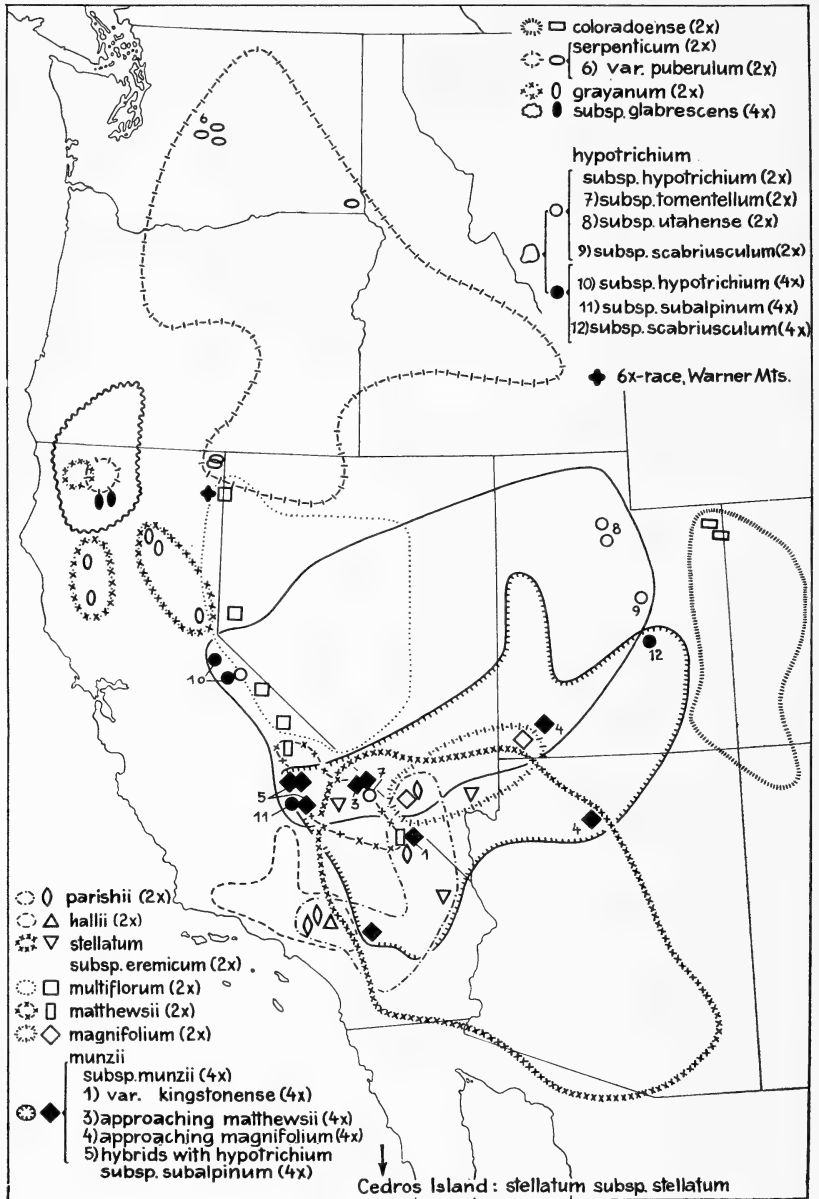 coloradoense (2x)
serpenticum (2x)
6) var. puberulum (2x)
grayanum (2x)
subsp. glabrescens (4x)
hypotrichium
subsp. hypotrichium (2x)
7) subsp. tomentellum (2x)
8) subsp. utahense (2x)
9) subsp. scabriusculum (2x)
10) subsp. hypotrichium (4x)
11) subsp. subalpinum (4x)
12) subsp. scabriusculum (4x)
6x-race, Warner Mts.
6
8
9
12
10
4
7
5
3
11
4
1
parishii (2x)
hallii (2x)
stellatum
subsp. eremicum (2x)
multiflorum (2x)
matthewsii (2x)
magnifolium (2x)
munzii
subsp. munzii (4x)
1) var. kingstonense (4x)
3) approaching matthewsii (4x)
4) approaching magnifolium (4x)
5) hybrids with hypotrichium
subsp. subalpinum (4x)
Cedros Island : stellatum subsp. stellatum